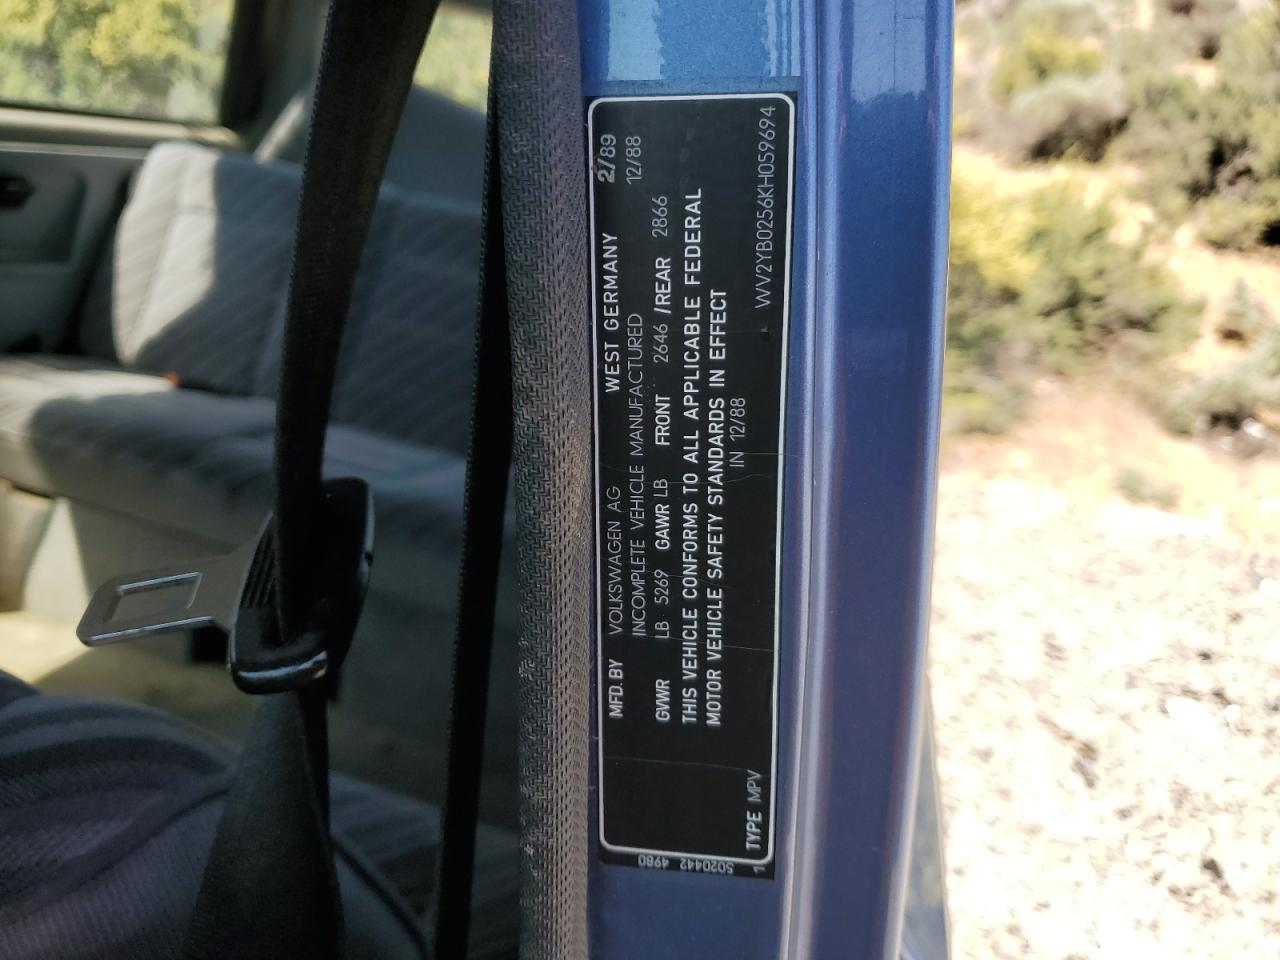 MFD. BY VOLKSWAGEN AG WEST GERMANY 2/89
INCOMPLETE VEHICLE MANUFACTURED 12/88
GVWR LB 5269 GAWR LB FRONT 2646 /REAR 2866
THIS VEHICLE CONFORMS TO ALL APPLICABLE FEDERAL
MOTOR VEHICLE SAFETY STANDARDS IN EFFECT
IN 12/88
TYPE MPV WV2YB0256KH059694
5020442 4980
1